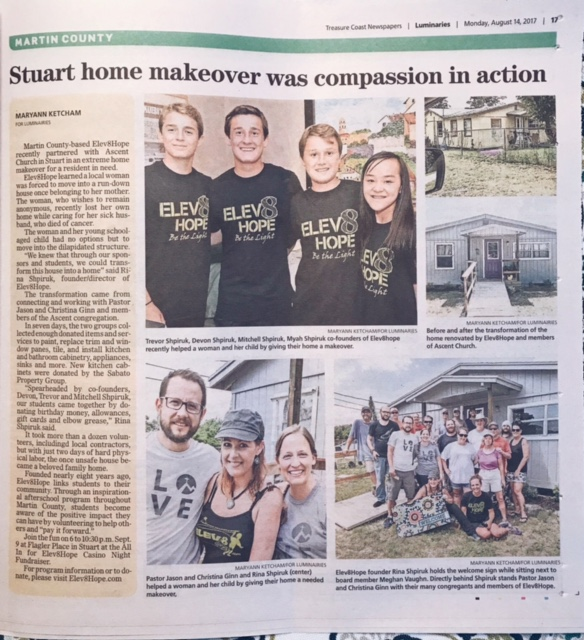 Treasure Coast Newspapers | Luminaries | Monday, August 14, 2017 | 17
MARTIN COUNTY
Stuart home makeover was compassion in action
MARYANN KETCHAM
FOR LUMINARIES
Martin County-based Elev8Hope
recently partnered with Ascent
Church in Stuart in an extreme home
makeover for a resident in need.
Elev8Hope learned a local woman
was forced to move into a run-down
house once belonging to her mother.
The woman, who wishes to remain
anonymous, recently lost her own
home while caring for her sick hus-
band, who died of cancer.
The woman and her young school-
aged child had no options but to
move into the dilapidated structure.
"We knew that through our spon-
sors and students, we could trans-
form this house into a home" said Ri-
na Shpiruk, founder/director of
Elev8Hope.
The transformation came from
connecting and working with Pastor
Jason and Christina Ginn and mem-
bers of the Ascent congregation.
In seven days, the two groups col-
lected enough donated items and ser-
vices to paint, replace trim and win-
dow panes, tile, and install kitchen
and bathroom cabinetry, appliances,
sinks and more. New kitchen cab-
inets were donated by the Sabato
Property Group.
"Spearheaded by co-founders,
Devon, Trevor and Mitchell Shpiruk,
our students came together by do-
nating birthday money, allowances,
gift cards and elbow grease," Rina
Shpiruk said.
It took more than a dozen volun-
teers, includingd local contractors,
but with just two days of hard phys-
ical labor, the once unsafe house be-
came a beloved family home.
Founded nearly eight years ago,
Elev8Hope links students to their
community. Through an inspiration-
al afterschool program throughout
Martin County, students become
aware of the positive impact they
can have by volunteering to help oth-
ers and "pay it forward."
Join the fun on 6 to 10:30 p.m. Sept.
9 at Flagler Place in Stuart at the All
In for Elev8Hope Casino Night
Fundraiser.
For program information or to do-
nate, please visit Elev8Hope.com
ELEV8
HOPE
Be the Light
ELEV8
HOPE
Be the Light
ELEV8
HOPE
Be the Light
ELEV8
HOPE
Be the Light
MARYANN KETCHAM/FOR LUMINARIES
Trevor Shpiruk, Devon Shpiruk, Mitchell Shpiruk, Myah Shpiruk co-founders of Elev8Hope
recently helped a woman and her child by giving their home a makeover.
MARYANN KETCHAM/FOR LUMINARIES
Before and after the transformation of the
home renovated by Elev8Hope and members
of Ascent Church.
LO
VE
ELEV8
MARYANN KETCHAM/FOR LUMINARIES
Pastor Jason and Christina Ginn and Rina Shpiruk (center)
helped a woman and her child by giving their home a needed
makeover.
MARYANN KETCHAM/FOR LUMINARIES
Elev8Hope founder Rina Shpiruk holds the welcome sign while sitting next to
board member Meghan Vaughn. Directly behind Shpiruk stands Pastor Jason
and Christina Ginn with their many congregants and members of Elev8Hope.